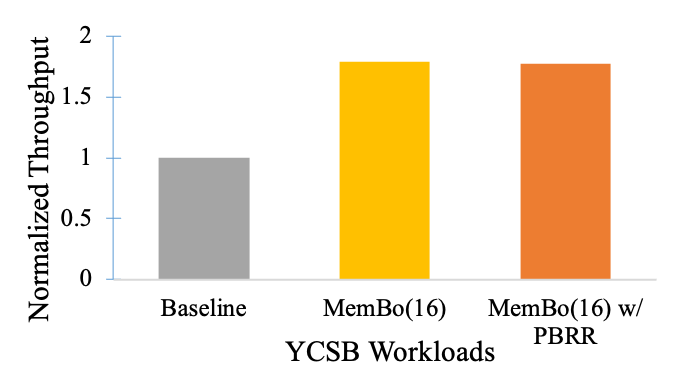 Normalized Throughput
2
1.5
1
0.5
0
Baseline
MemBo(16)
MemBo(16) w/
PBRR
YCSB Workloads